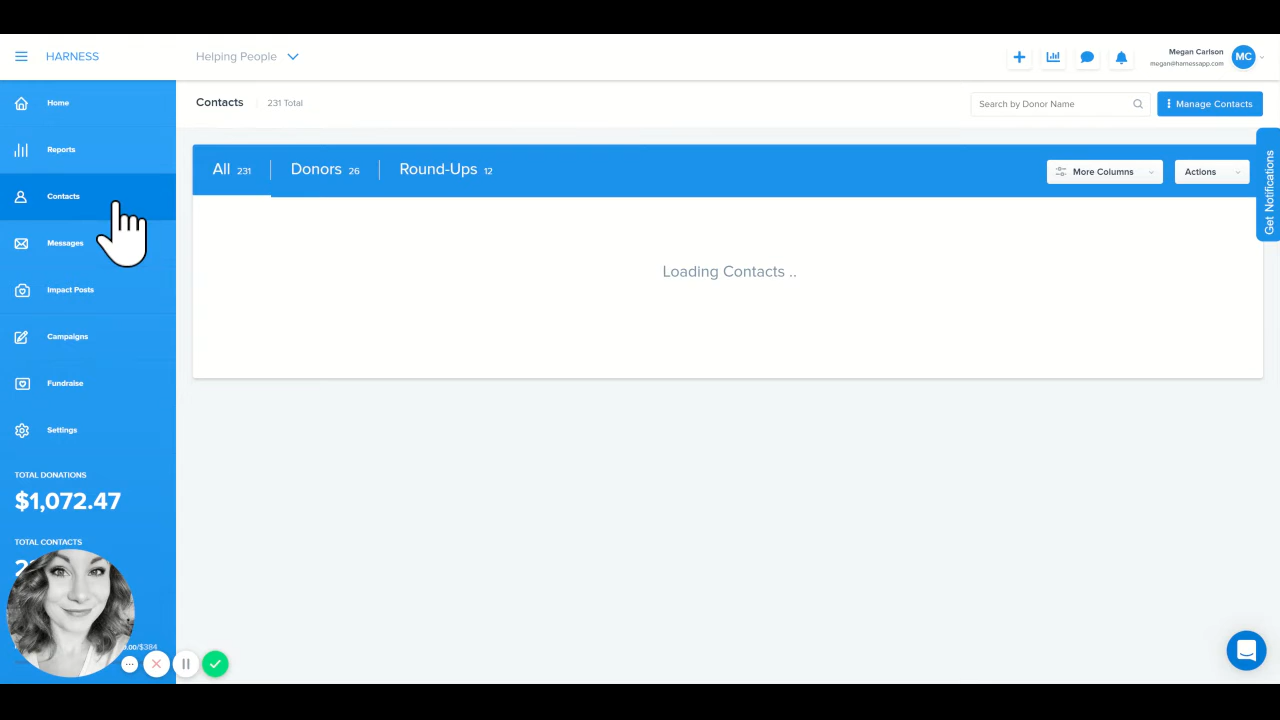 HARNESS
Helping People
Megan Carlson
megan@harnessapp.com
MC
Home
Reports
Contacts
Messages
Impact Posts
Campaigns
Fundraise
Settings
TOTAL DONATIONS
$1,072.47
TOTAL CONTACTS
Contacts
231 Total
Search by Donor Name
Manage Contacts
All 231
Donors 26
Round-Ups 12
More Columns
Actions
Loading Contacts ..
Get Notifications